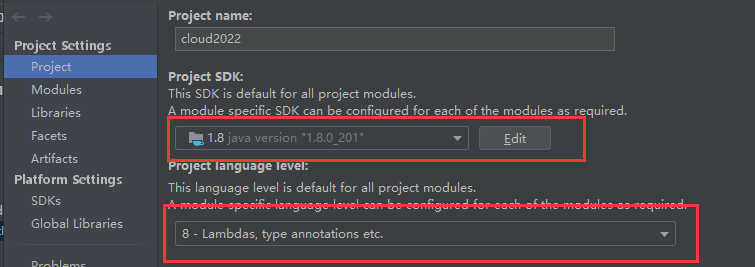 Project Settings
Project
Modules
Libraries
Facets
Artifacts
Platform Settings
SDKs
Global Libraries
Problems
Project name:
cloud2022
Project SDK:
This SDK is default for all project modules.
A module specific SDK can be configured for each of the modules as required.
1.8 java version "1.8.0_201"
Edit
Project language level:
This language level is default for all project modules.
A module specific language level can be configured for each of the modules as required.
8 - Lambdas, type annotations etc.